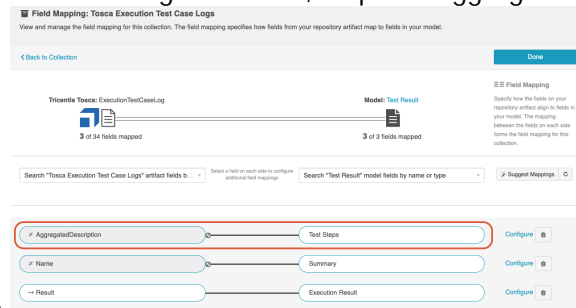 Field Mapping: Tosca Execution Test Case Logs
View and manage the field mapping for this collection. The field mapping specifies how fields from your repository artifact map to fields in your model.
Back to Collection
Done
Field Mapping
Specify how the fields on your
repository artifact align to fields in
your model. The mapping
between the fields on each side
forms the field mapping for this
collection.
Tricentis Tosca: ExecutionTestCaseLog
Model: Test Result
3 of 34 fields mapped
3 of 3 fields mapped
Search "Tosca Execution Test Case Logs" artifact fields b...
Select a field on each side to configure
additional field mappings
Search "Test Result" model fields by name or type
Suggest Mappings
AggregatedDescription
Test Steps
Configure
Name
Summary
Configure
Result
Execution Result
Configure